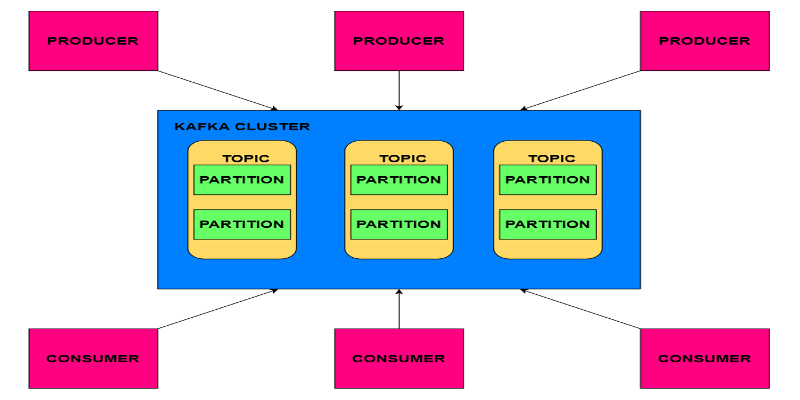 PRODUCER PRODUCER PRODUCER
KAFKA CLUSTER
TOPIC TOPIC TOPIC
PARTITION PARTITION PARTITION
PARTITION PARTITION PARTITION
CONSUMER CONSUMER CONSUMER